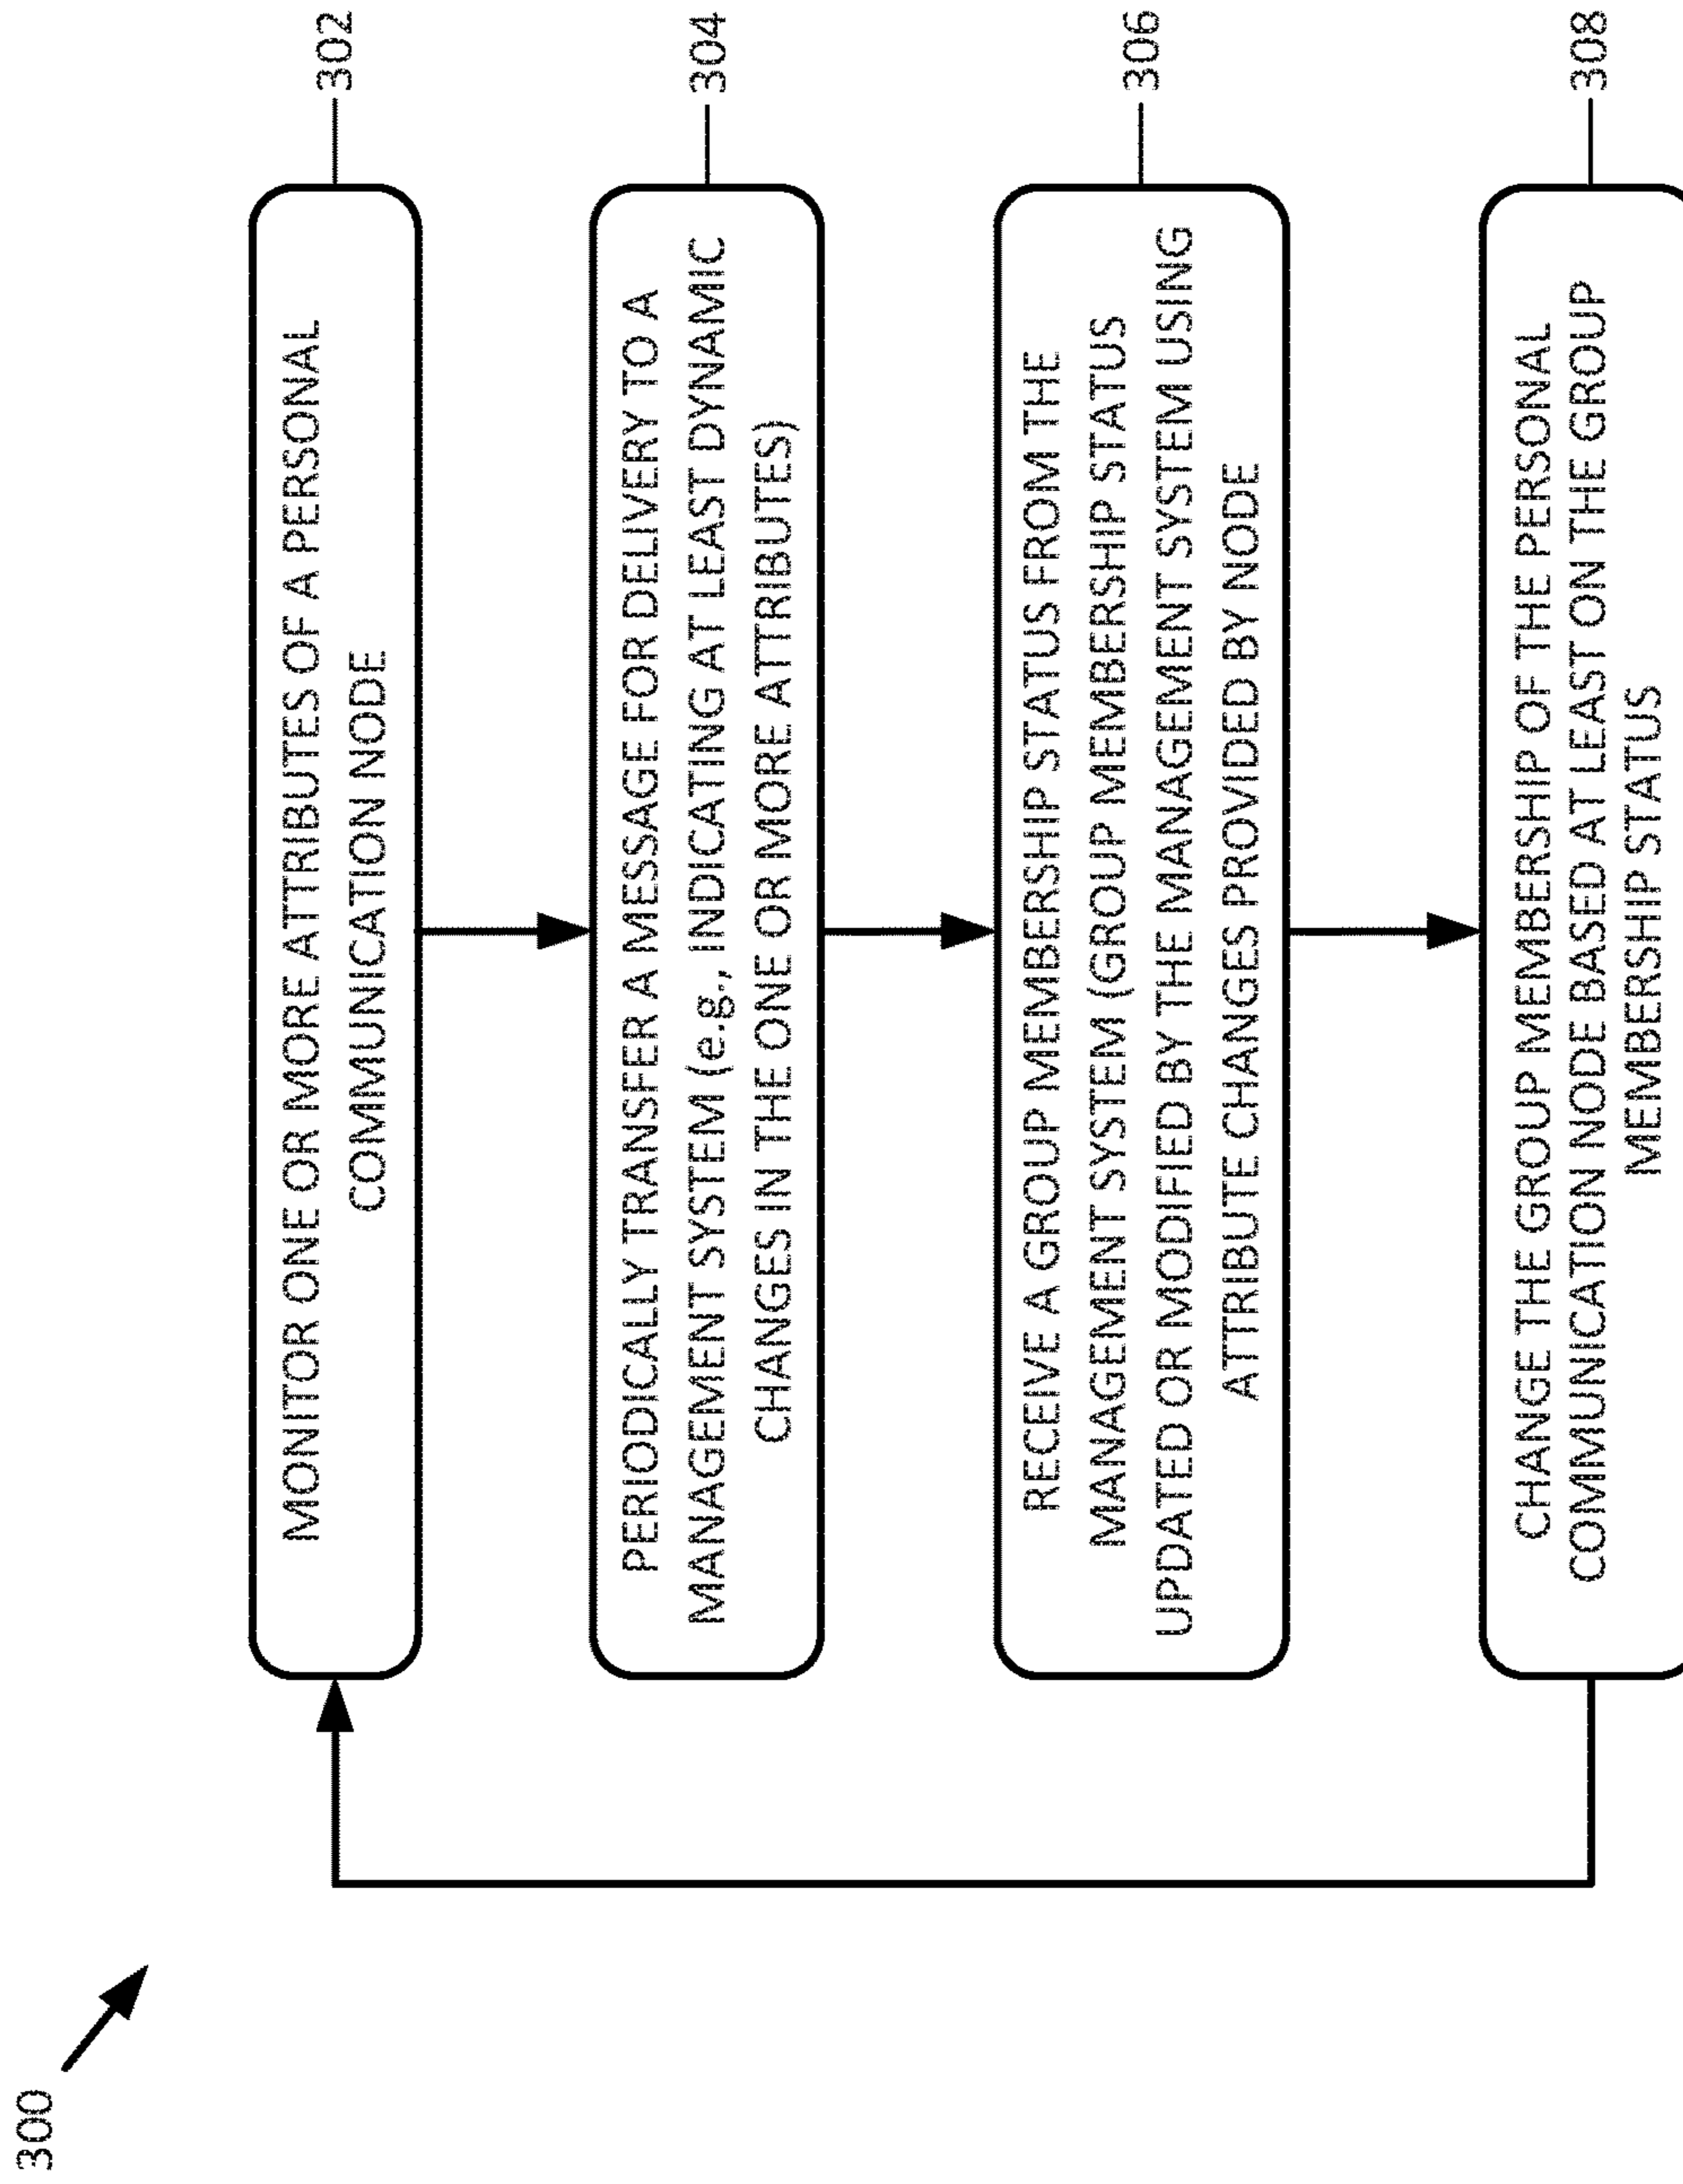 300
MONITOR ONE OR MORE ATTRIBUTES OF A PERSONAL
COMMUNICATION NODE
302
PERIODICALLY TRANSFER A MESSAGE FOR DELIVERY TO A
MANAGEMENT SYSTEM (e.g., INDICATING AT LEAST DYNAMIC
CHANGES IN THE ONE OR MORE ATTRIBUTES)
304
RECEIVE A GROUP MEMBERSHIP STATUS FROM THE
MANAGEMENT SYSTEM (GROUP MEMBERSHIP STATUS
UPDATED OR MODIFIED BY THE MANAGEMENT SYSTEM USING
ATTRIBUTE CHANGES PROVIDED BY NODE
306
CHANGE THE GROUP MEMBERSHIP OF THE PERSONAL
COMMUNICATION NODE BASED AT LEAST ON THE GROUP
MEMBERSHIP STATUS
308